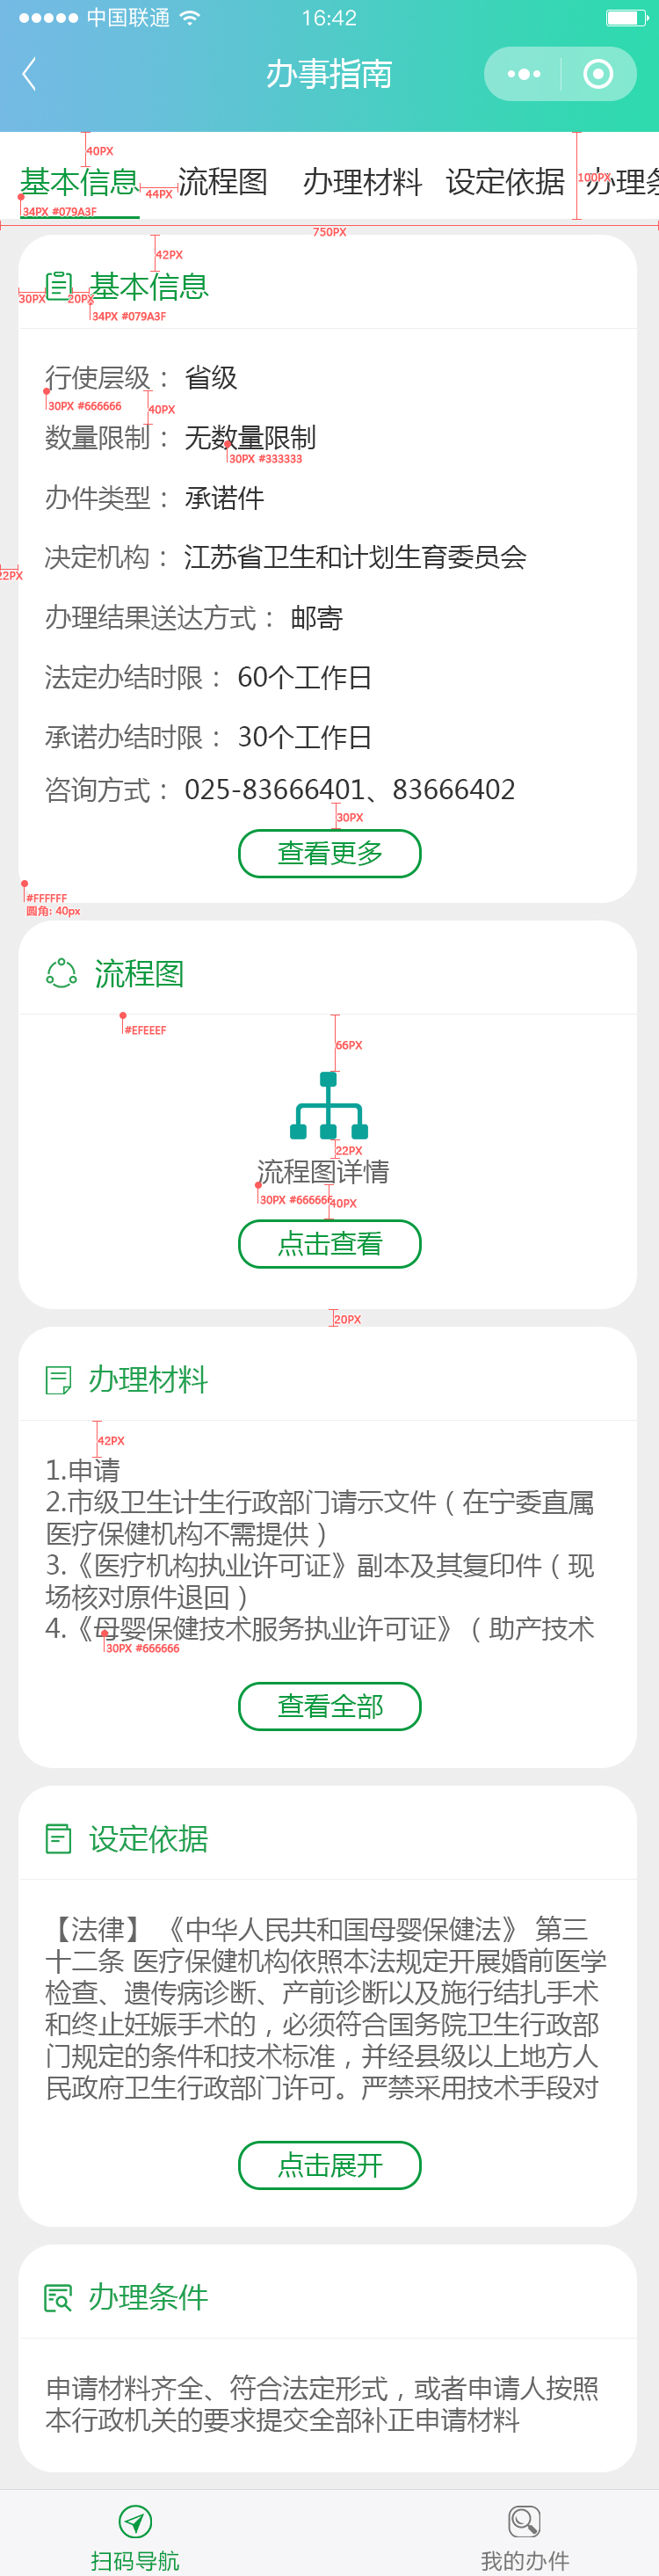 中国联通 16:42
办事指南
40PX
基本信息 流程图 办理材料 设定依据 办理条
44PX
100PX
34PX #079A3F
750PX
42PX
基本信息
30PX 20PX
34PX #079A3F
行使层级： 省级
30PX #666666
40PX
数量限制： 无数量限制
30PX #333333
办件类型： 承诺件
决定机构： 江苏省卫生和计划生育委员会
22PX
办理结果送达方式： 邮寄
法定办结时限： 60个工作日
承诺办结时限： 30个工作日
咨询方式： 025-83666401、83666402
30PX
查看更多
#FFFFFF
圆角: 40px
流程图
#EFEEEF
66PX
22PX
流程图详情
30PX #666666
40PX
点击查看
20PX
办理材料
42PX
1.申请
2.市级卫生计生行政部门请示文件（在宁委直属
医疗保健机构不需提供）
3.《医疗机构执业许可证》副本及其复印件（现
场核对原件退回）
4.《母婴保健技术服务执业许可证》（助产技术
30PX #666666
查看全部
设定依据
【法律】《中华人民共和国母婴保健法》 第三
十二条 医疗保健机构依照本法规定开展婚前医学
检查、遗传病诊断、产前诊断以及施行结扎手术
和终止妊娠手术的，必须符合国务院卫生行政部
门规定的条件和技术标准，并经县级以上地方人
民政府卫生行政部门许可。严禁采用技术手段对
点击展开
办理条件
申请材料齐全、符合法定形式，或者申请人按照
本行政机关的要求提交全部补正申请材料
扫码导航 我的办件